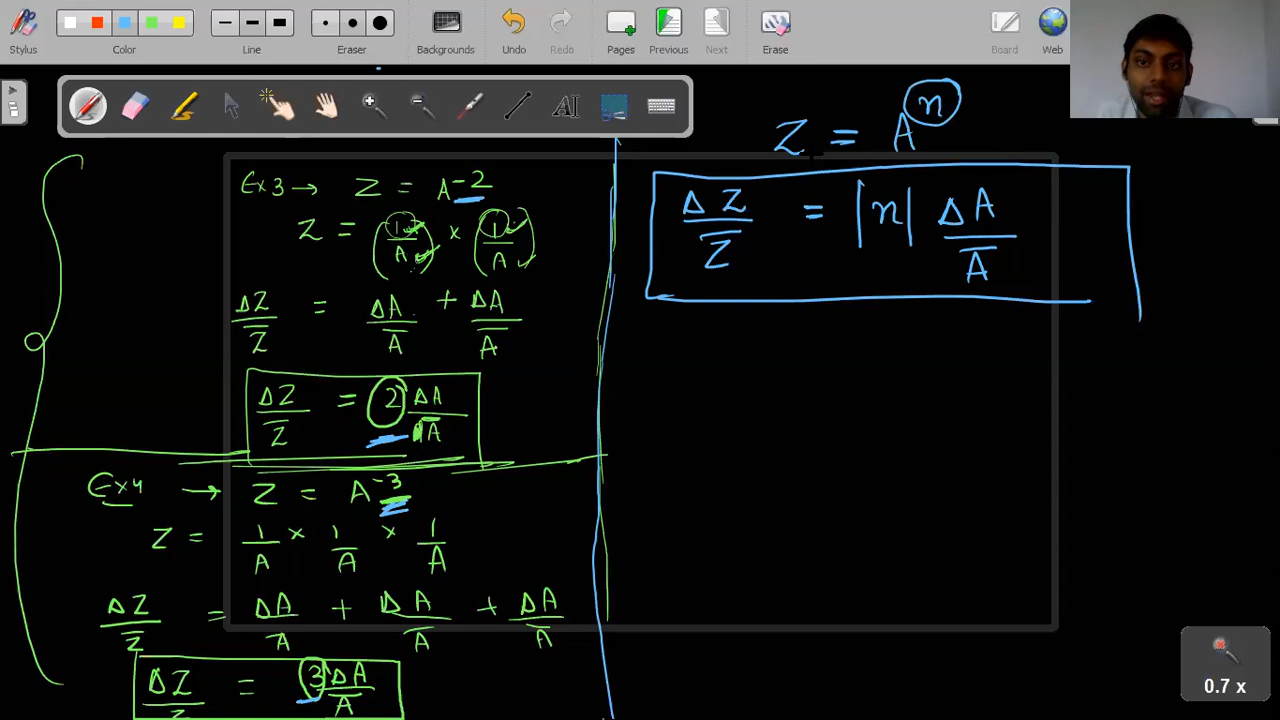 Stylus Color Line Eraser Backgrounds Undo Redo Pages Previous Next Erase Board Web
Ex3 → Z = A⁻²
Z = (1/A) × (1/A)
ΔZ/Z = ΔA/A + ΔA/A
ΔZ/Z = 2 ΔA/A
Ex4 → Z = A⁻³
Z = 1/A × 1/A × 1/A
ΔZ/Z = ΔA/A + ΔA/A + ΔA/A
ΔZ/Z = 3 ΔA/A
Z = Aⁿ
ΔZ/Z = |n| ΔA/A
0.7 x